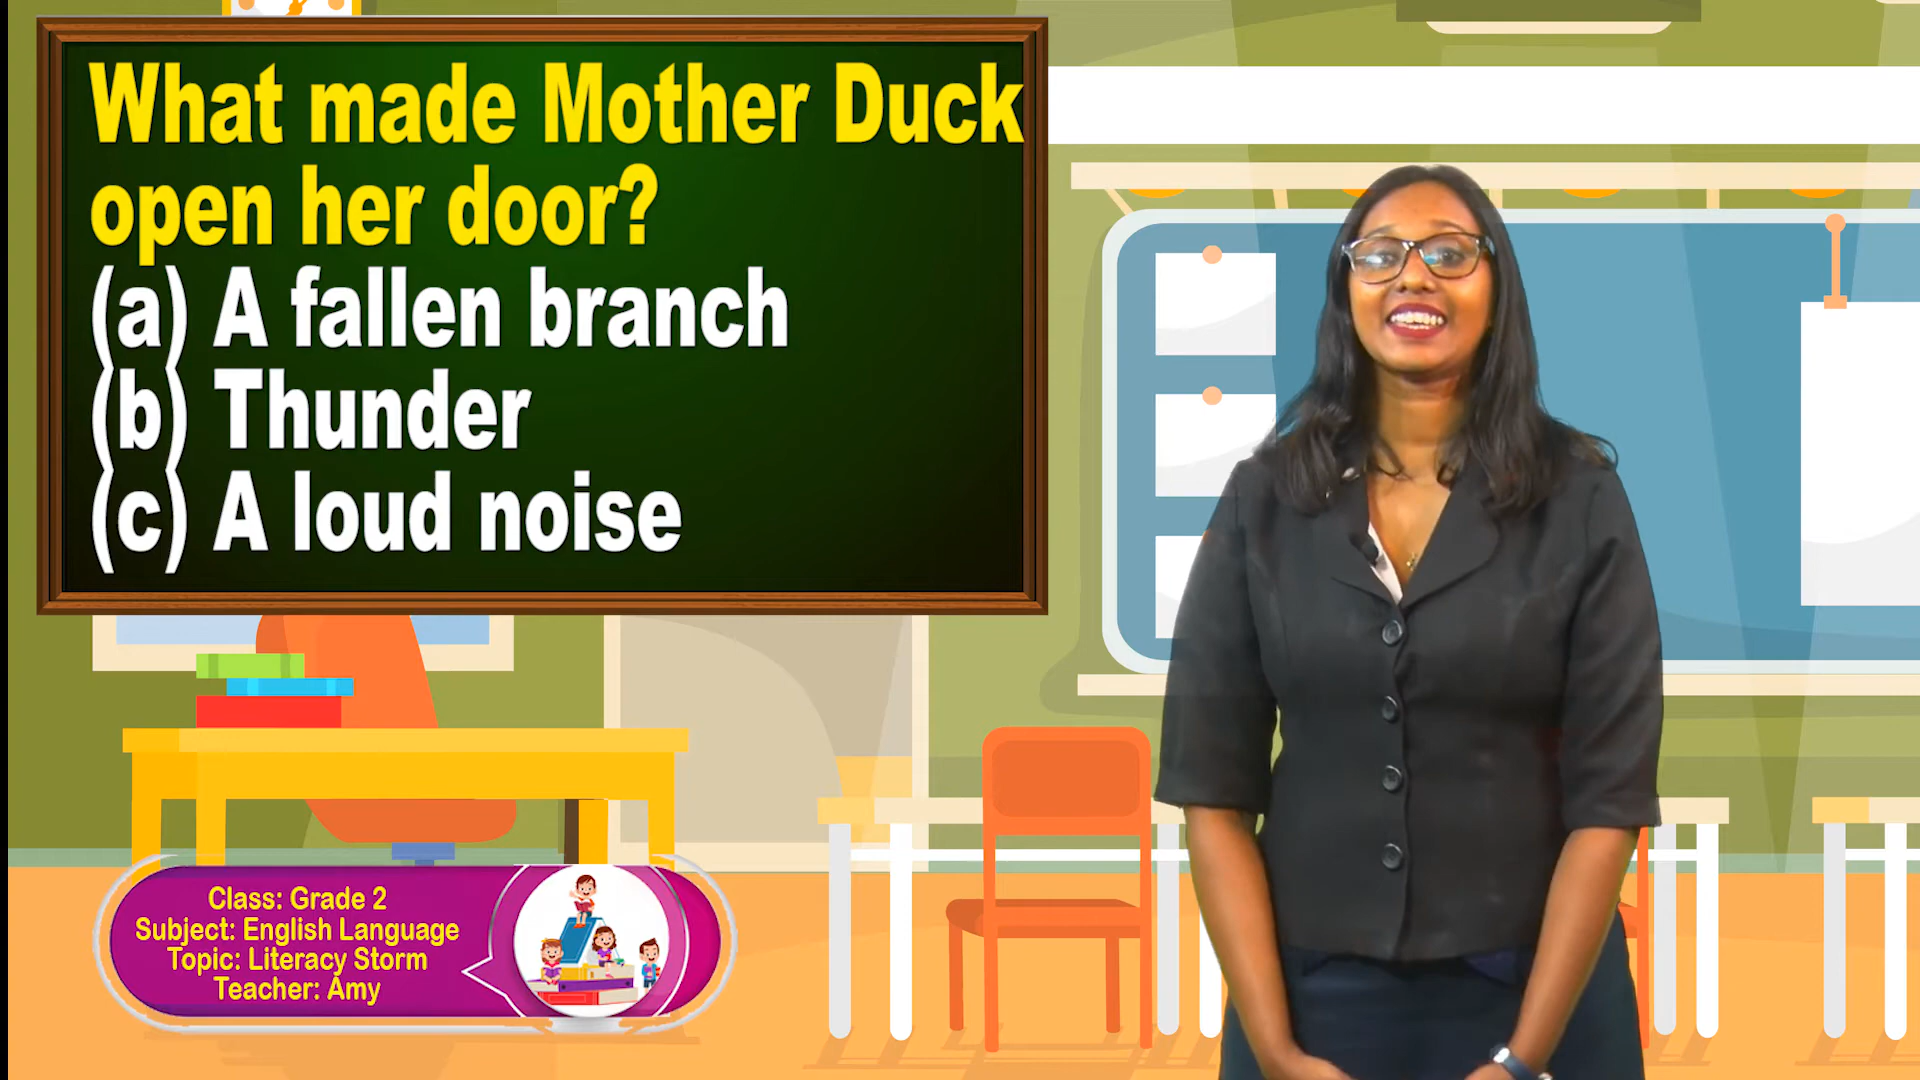 What made Mother Duck
open her door?
(a) A fallen branch
(b) Thunder
(c) A loud noise
Class: Grade 2
Subject: English Language
Topic: Literacy Storm
Teacher: Amy